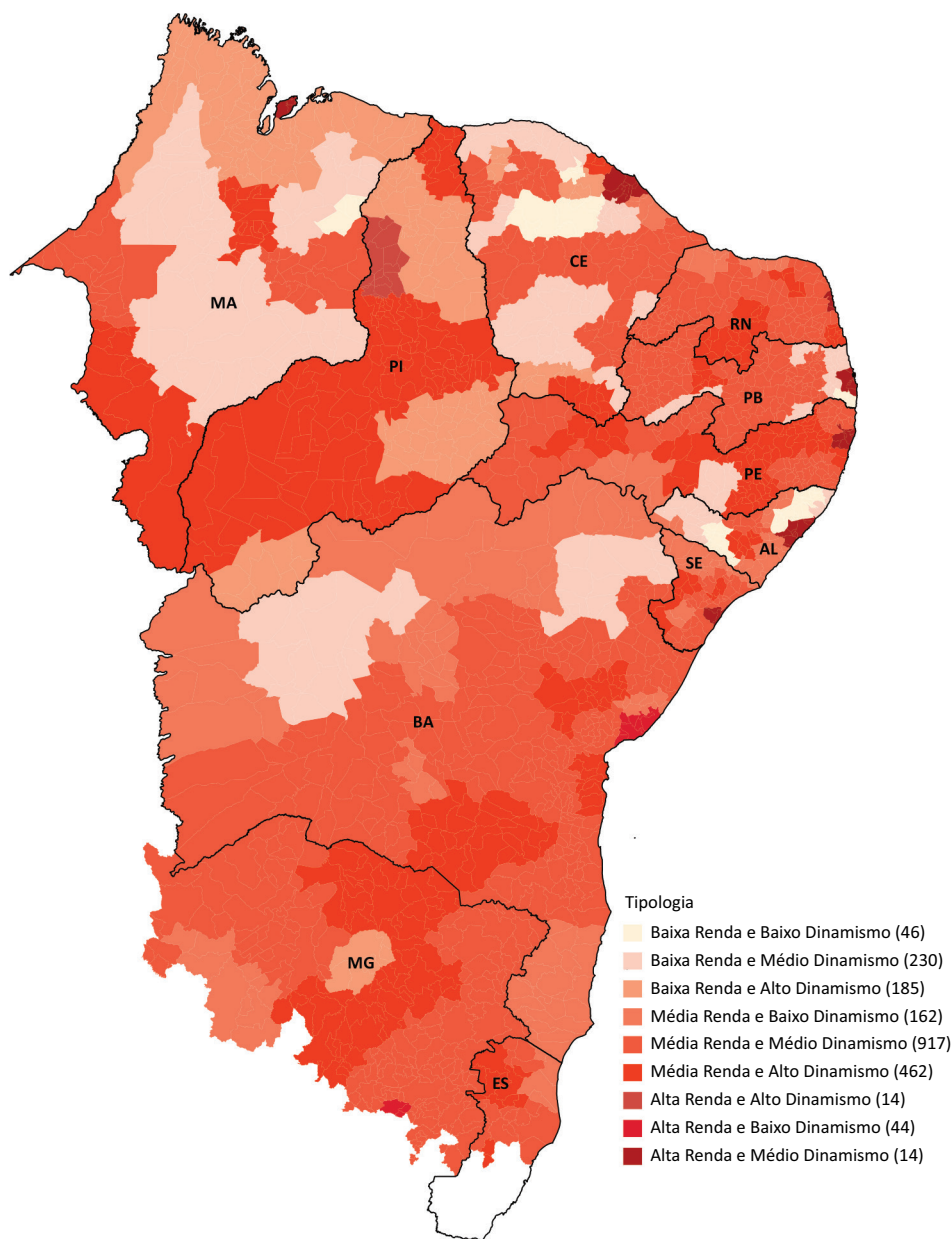 MA
CE
RN
PI
PB
PE
AL
SE
BA
MG
ES
Tipologia
Baixa Renda e Baixo Dinamismo (46)
Baixa Renda e Médio Dinamismo (230)
Baixa Renda e Alto Dinamismo (185)
Média Renda e Baixo Dinamismo (162)
Média Renda e Médio Dinamismo (917)
Média Renda e Alto Dinamismo (462)
Alta Renda e Alto Dinamismo (14)
Alta Renda e Baixo Dinamismo (44)
Alta Renda e Médio Dinamismo (14)